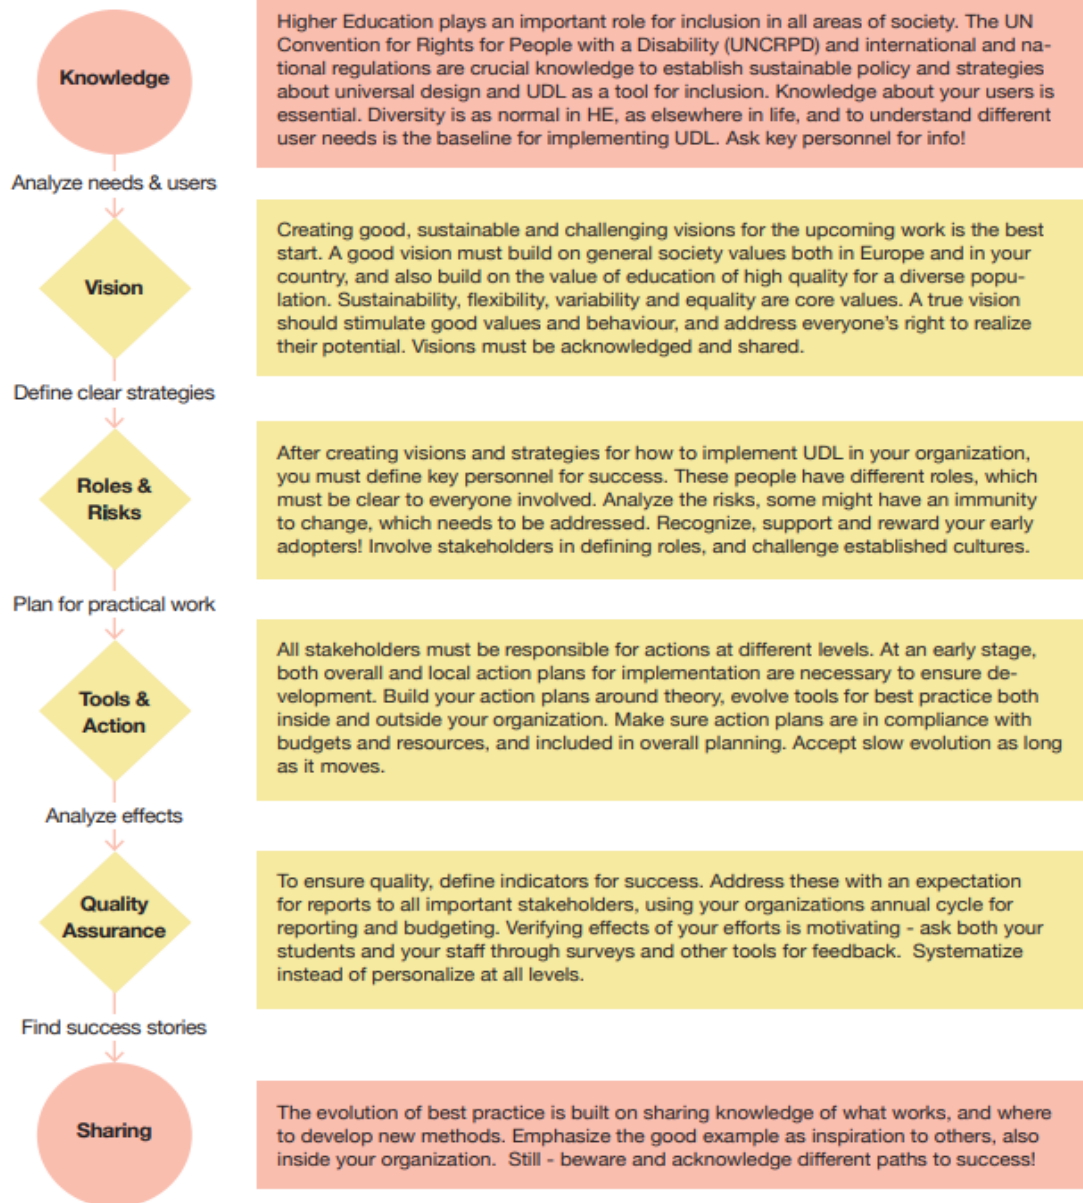 Knowledge
Higher Education plays an important role for inclusion in all areas of society. The UN
Convention for Rights for People with a Disability (UNCRPD) and international and na-
tional regulations are crucial knowledge to establish sustainable policy and strategies
about universal design and UDL as a tool for inclusion. Knowledge about your users is
essential. Diversity is as normal in HE, as elsewhere in life, and to understand different
user needs is the baseline for implementing UDL. Ask key personnel for info!
Analyze needs & users
Vision
Creating good, sustainable and challenging visions for the upcoming work is the best
start. A good vision must build on general society values both in Europe and in your
country, and also build on the value of education of high quality for a diverse popu-
lation. Sustainability, flexibility, variability and equality are core values. A true vision
should stimulate good values and behaviour, and address everyone's right to realize
their potential. Visions must be acknowledged and shared.
Define clear strategies
Roles &
Risks
After creating visions and strategies for how to implement UDL in your organization,
you must define key personnel for success. These people have different roles, which
must be clear to everyone involved. Analyze the risks, some might have an immunity
to change, which needs to be addressed. Recognize, support and reward your early
adopters! Involve stakeholders in defining roles, and challenge established cultures.
Plan for practical work
Tools &
Action
All stakeholders must be responsible for actions at different levels. At an early stage,
both overall and local action plans for implementation are necessary to ensure de-
velopment. Build your action plans around theory, evolve tools for best practice both
inside and outside your organization. Make sure action plans are in compliance with
budgets and resources, and included in overall planning. Accept slow evolution as long
as it moves.
Analyze effects
Quality
Assurance
To ensure quality, define indicators for success. Address these with an expectation
for reports to all important stakeholders, using your organizations annual cycle for
reporting and budgeting. Verifying effects of your efforts is motivating - ask both your
students and your staff through surveys and other tools for feedback.  Systematize
instead of personalize at all levels.
Find success stories
Sharing
The evolution of best practice is built on sharing knowledge of what works, and where
to develop new methods. Emphasize the good example as inspiration to others, also
inside your organization.  Still - beware and acknowledge different paths to success!